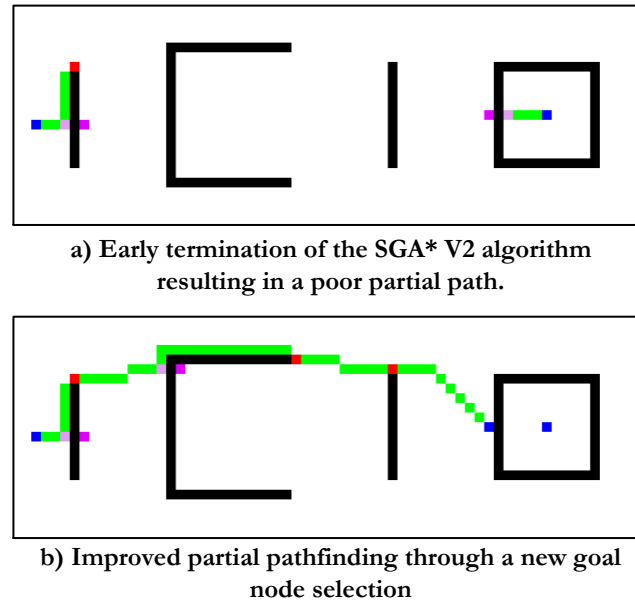 a) Early termination of the SGA* V2 algorithm
resulting in a poor partial path.
b) Improved partial pathfinding through a new goal
node selection